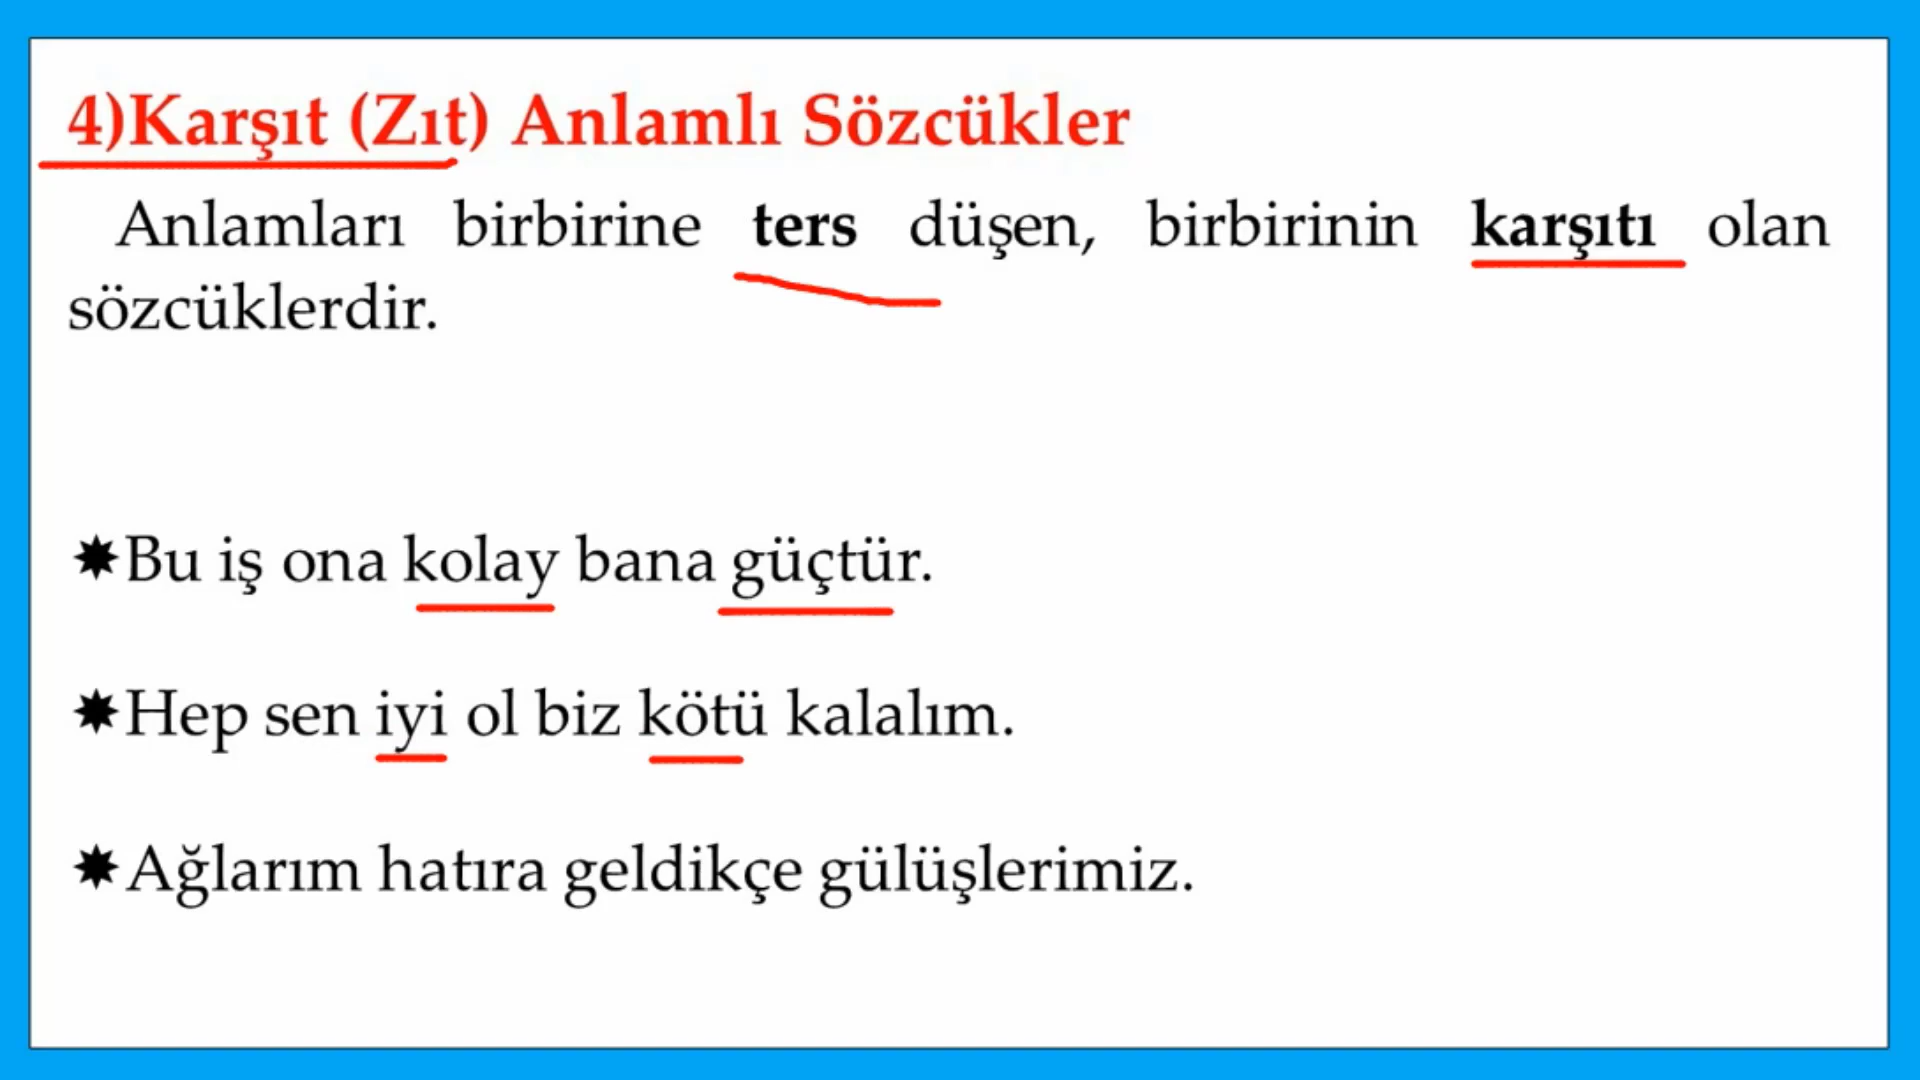 4)Karşıt (Zıt) Anlamlı Sözcükler
Anlamları birbirine ters düşen, birbirinin karşıtı olan
sözcüklerdir.
✸Bu iş ona kolay bana güçtür.
✸Hep sen iyi ol biz kötü kalalım.
✸Ağlarım hatıra geldikçe gülüşlerimiz.